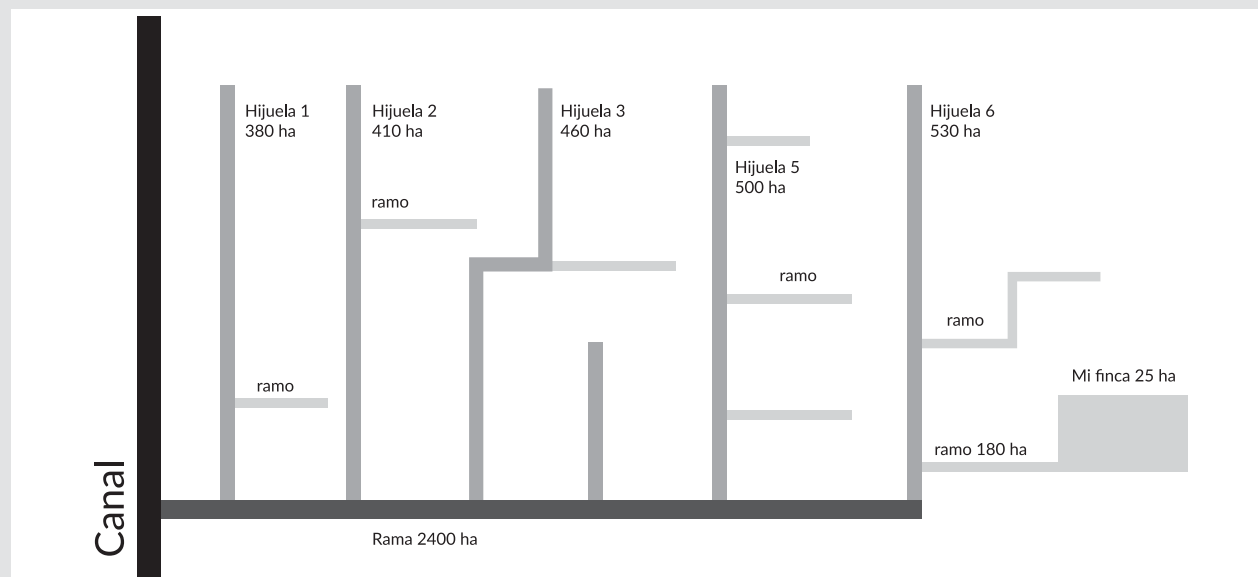 Hijuela 1
380 ha
Hijuela 2
410 ha
Hijuela 3
460 ha
Hijuela 5
500 ha
Hijuela 6
530 ha
ramo
ramo
ramo
ramo
Mi finca 25 ha
ramo 180 ha
Canal
Rama 2400 ha